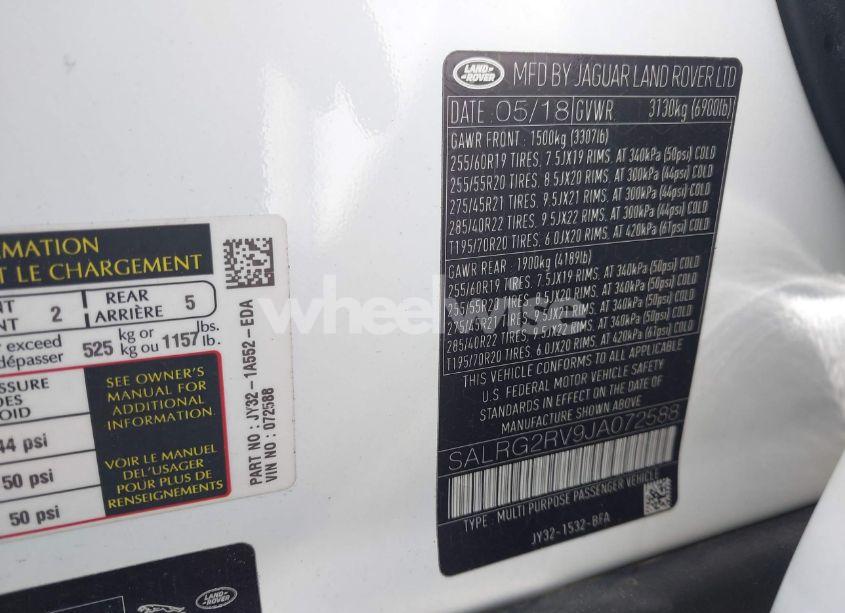 LAND ROVER
MFD BY JAGUAR LAND ROVER LTD
DATE: 05/18 GVWR 3130kg (6900lb)
GAWR FRONT : 1500kg (3307lb)
255/60R19 TIRES, 7.5JX19 RIMS, AT 340kPa (50psi) COLD
255/55R20 TIRES, 8.5JX20 RIMS, AT 300kPa (44psi) COLD
275/45R21 TIRES, 9.5JX21 RIMS, AT 300kPa (44psi) COLD
285/40R22 TIRES, 9.5JX22 RIMS, AT 300kPa (44psi) COLD
T195/70R20 TIRES, 6.0JX20 RIMS, AT 420kPa (61psi) COLD
GAWR REAR : 1900kg (4189lb)
255/60R19 TIRES, 7.5JX19 RIMS, AT 340kPa (50psi) COLD
255/55R20 TIRES, 8.5JX20 RIMS, AT 340kPa (50psi) COLD
275/45R21 TIRES, 9.5JX21 RIMS, AT 340kPa (50psi) COLD
285/40R22 TIRES, 9.5JX22 RIMS, AT 340kPa (50psi) COLD
T195/70R20 TIRES, 6.0JX20 RIMS, AT 420kPa (61psi) COLD
THIS VEHICLE CONFORMS TO ALL APPLICABLE
U.S. FEDERAL MOTOR VEHICLE SAFETY
STANDARDS IN EFFECT ON THE DATE OF
MANUFACTURE SHOWN ABOVE.
SALRG2RV9JA072588
TYPE : MULTI PURPOSE PASSENGER VEHICLE
JY32-1532-BFA
RMATION
T LE CHARGEMENT
NT 2 REAR 5
NT ARRIÈRE
r exceed 525 kg or 1157 lbs.
dépasser kg ou lb.
ESSURE
DES
OID
44 psi
50 psi
50 psi
SEE OWNER'S
MANUAL FOR
ADDITIONAL
INFORMATION.
VOIR LE MANUEL
DE L'USAGER
POUR PLUS DE
RENSEIGNEMENTS
PART NO : JY32-1A552-EDA
VIN NO : 072588
LAND ROVER
wheelwise